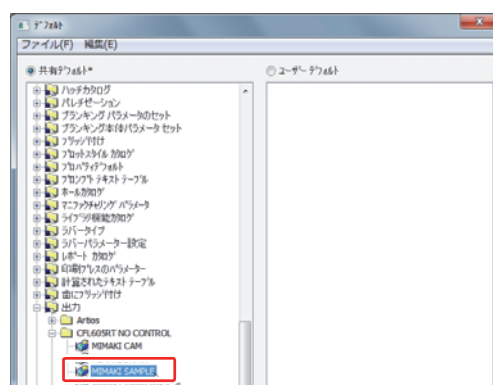 デフォルト
ファイル(F) 編集(E)
共有デフォルト*
ユーザー デフォルト
ハッチカタログ
パレチゼーション
ブランキング パラメータのセット
ブランキング本体パラメータ セット
ブリッジ付け
プロットスタイル カタログ
プロパティデフォルト
プロンプト テキスト テーブル
ホールカタログ
マニファクチャリング パラメータ
ライブラリ機能カタログ
ラバータイプ
ラバーパラメーター設定
レポート カタログ
印刷プレスのパラメーター
計算されたテキスト テーブル
歯にブリッジ付け
出力
Artios
CFL605RT NO CONTROL
MIMAKI CAM
MIMAKI SAMPLE